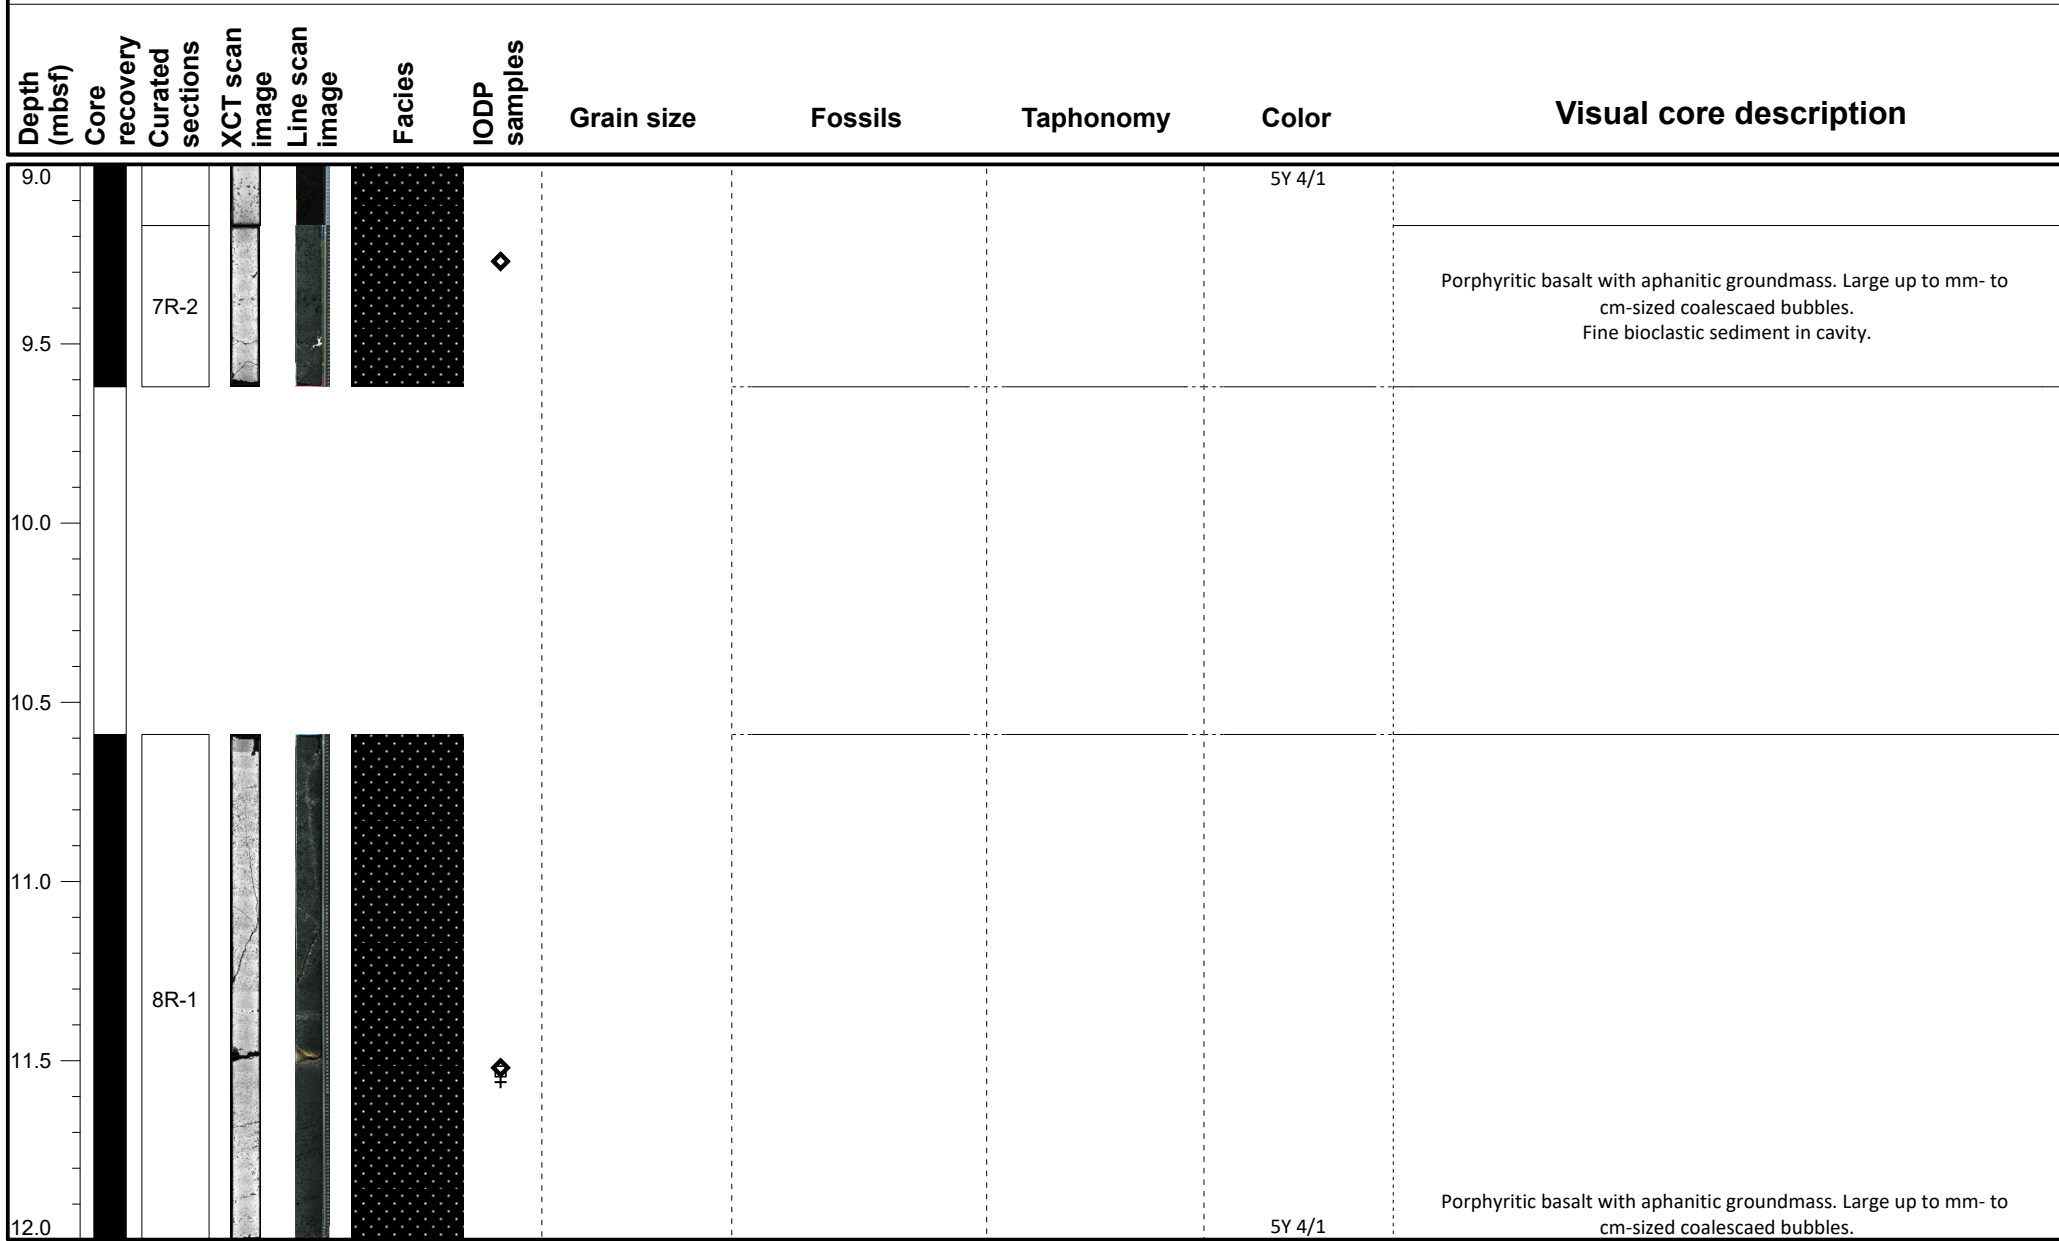 Depth
(mbsf)
Core
recovery
Curated
sections
XCT scan
image
Line scan
image
Facies
IODP
samples
Grain size
Fossils
Taphonomy
Color
Visual core description
9.0
5Y 4/1
7R-2
Porphyritic basalt with aphanitic groundmass. Large up to mm- to
cm-sized coalescaed bubbles.
Fine bioclastic sediment in cavity.
9.5
10.0
10.5
11.0
8R-1
11.5
Porphyritic basalt with aphanitic groundmass. Large up to mm- to
cm-sized coalescaed bubbles.
12.0
5Y 4/1